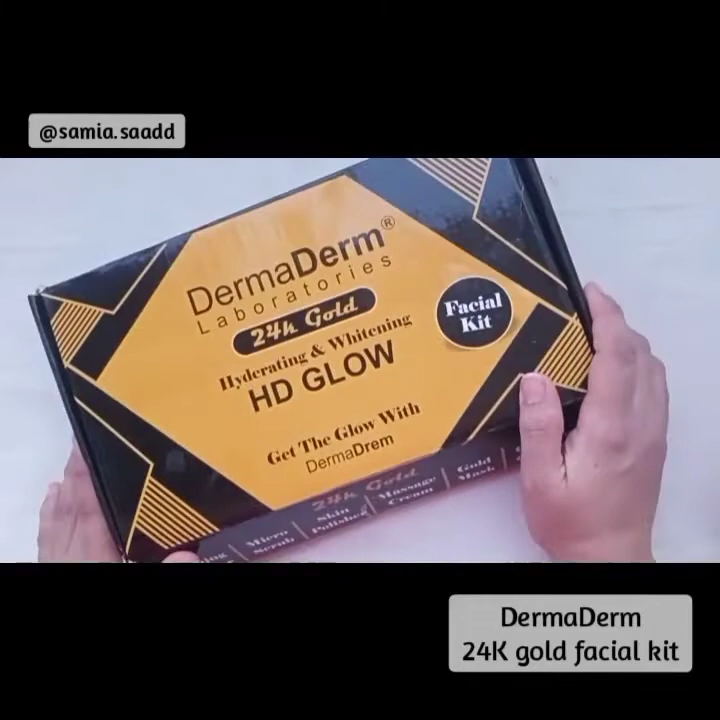 @samia.saadd
DermaDerm®
Laboratories
24k Gold
Hyderating & Whitening
HD GLOW
Facial
Kit
Get The Glow With
DermaDrem
24k Gold
Micro
Scrub
Skin
Polisher
Massage
Cream
Gold
Mask
DermaDerm
24K gold facial kit